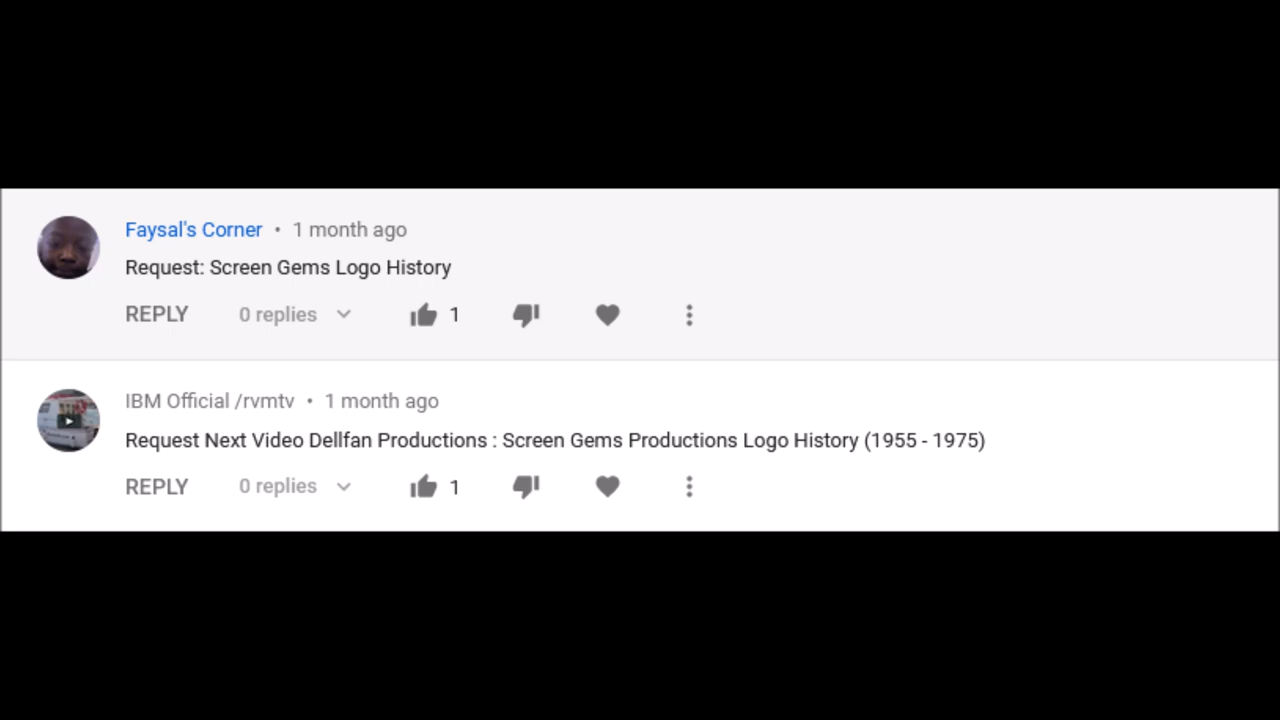 Faysal's Corner • 1 month ago
Request: Screen Gems Logo History
REPLY 0 replies 1
IBM Official /rvmtv • 1 month ago
Request Next Video Dellfan Productions : Screen Gems Productions Logo History (1955 - 1975)
REPLY 0 replies 1